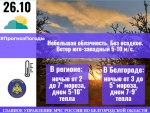 26.10
#ПрогнозПогоды
Небольшая облачность. Без осадков.
Ветер юго-западный 5-10 м/с.
В регионе:
ночью от 2
до 7° мороза,
днем 5-10°
тепла
В Белгороде:
ночью от 3 до
5° мороза,
днем 7-9°
тепла
ГЛАВНОЕ УПРАВЛЕНИЕ МЧС РОССИИ ПО БЕЛГОРОДСКОЙ ОБЛАСТИ